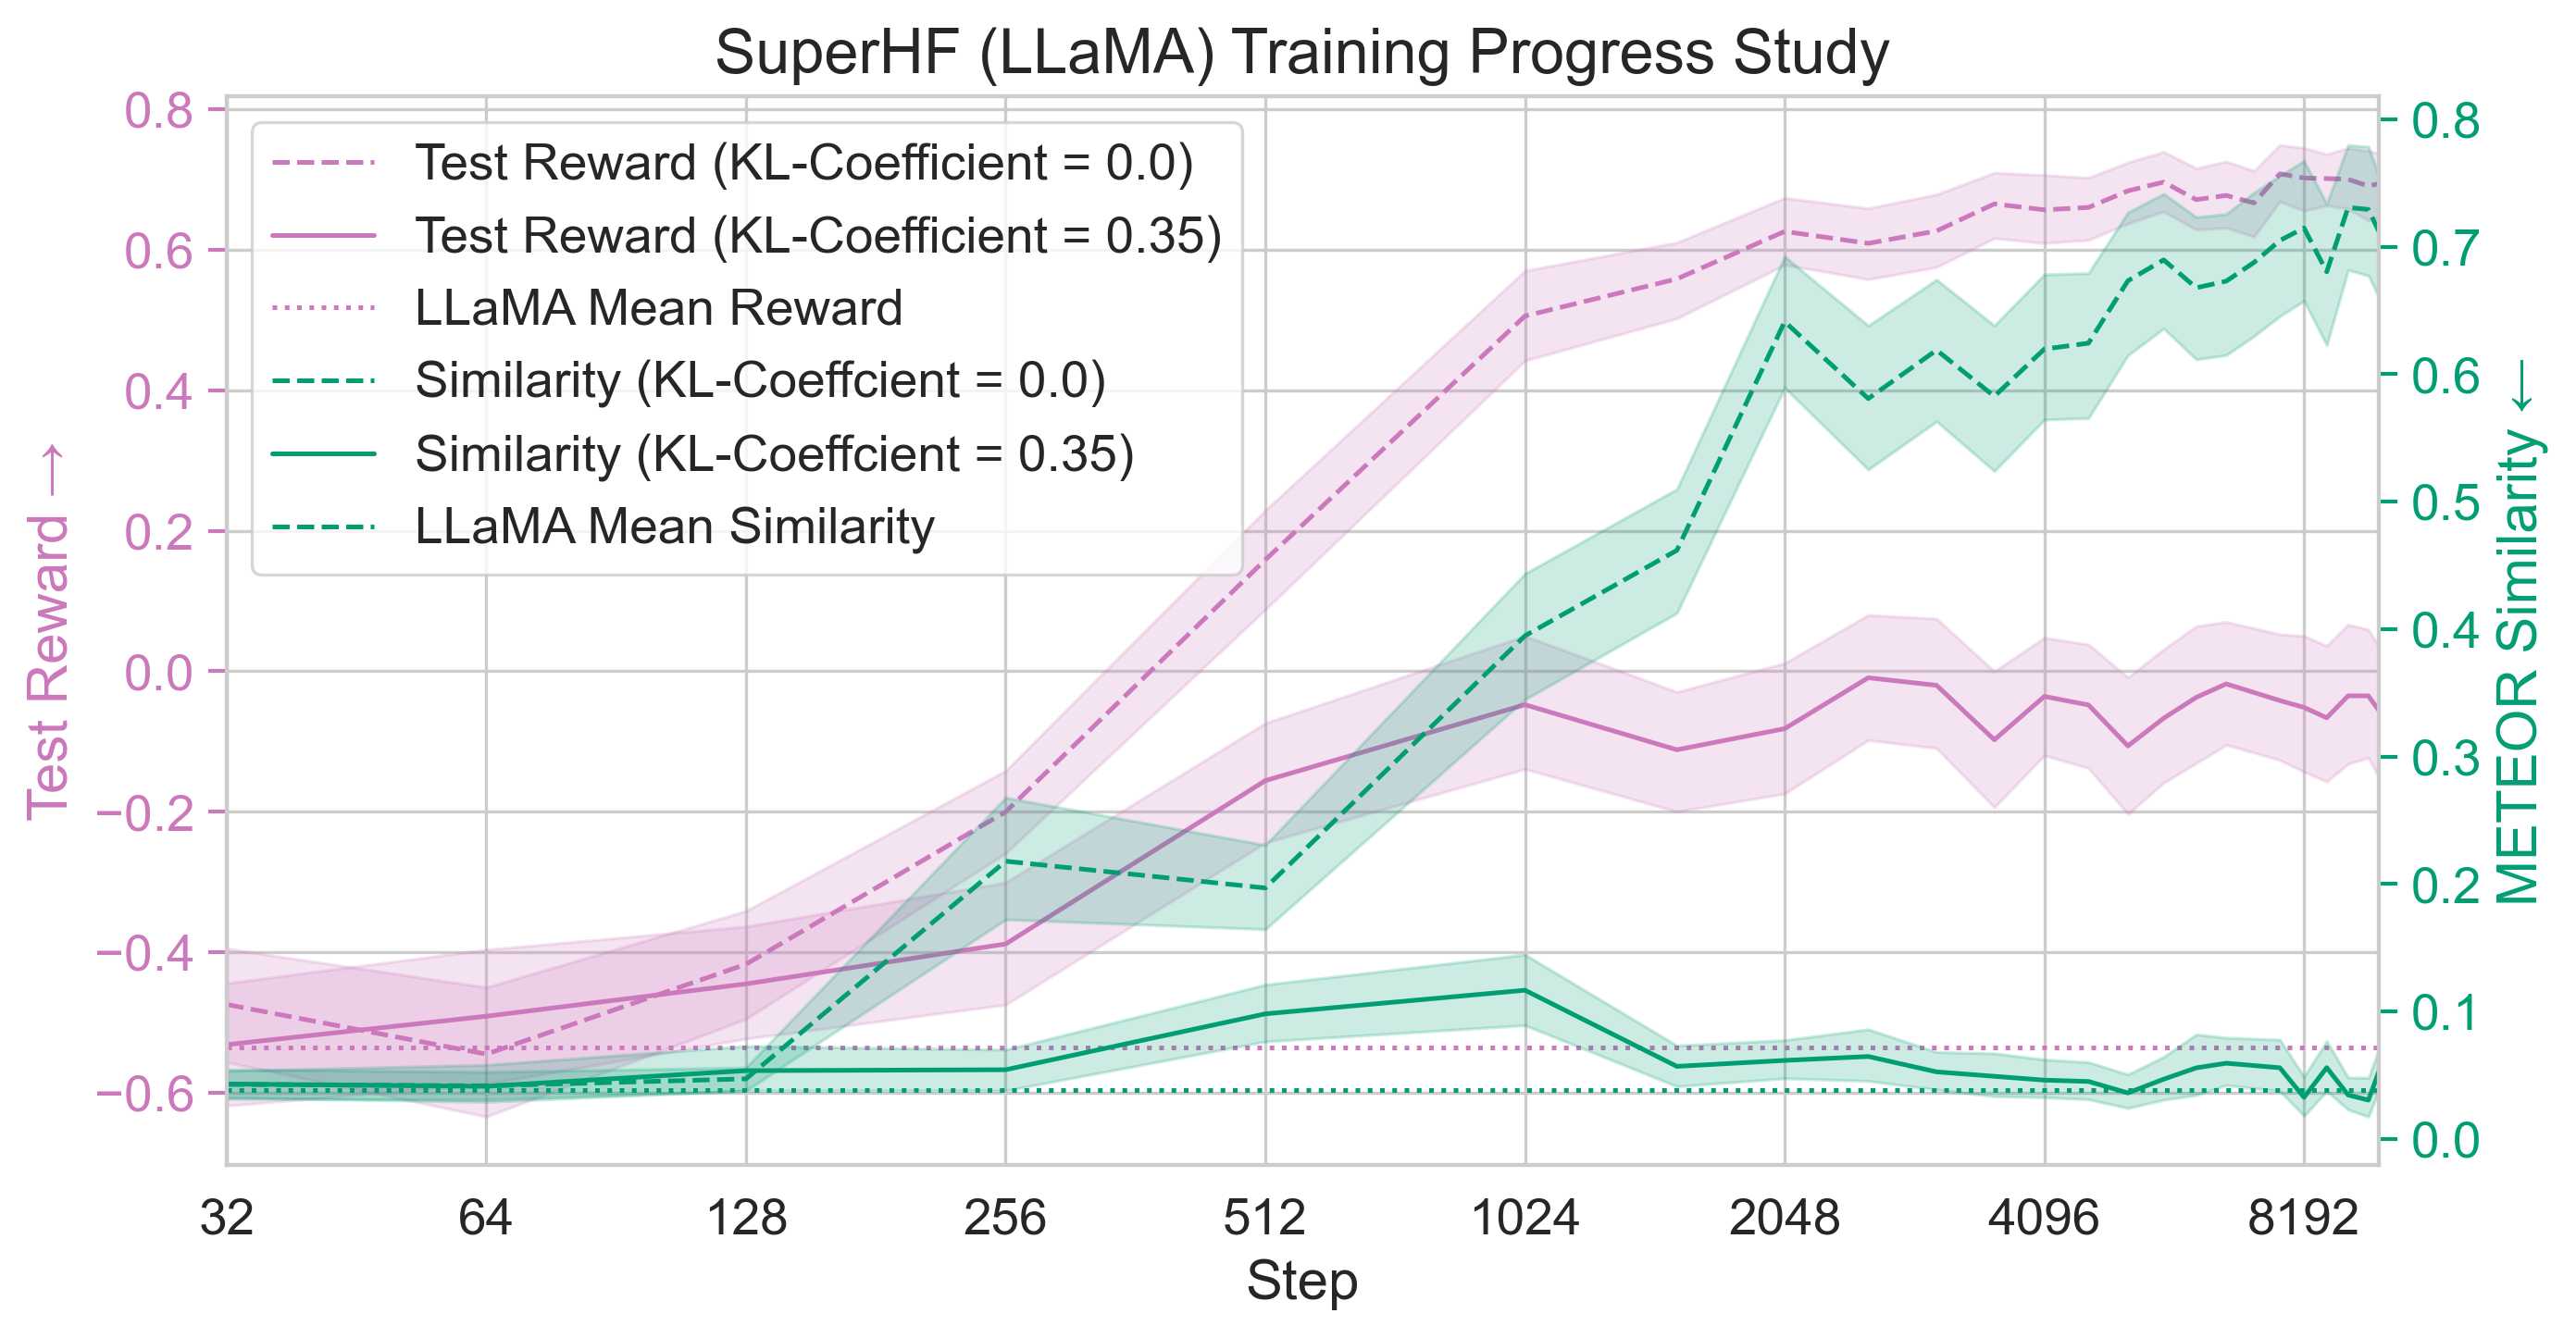 SuperHF (LLaMA) Training Progress Study
Test Reward (KL-Coefficient = 0.0)
Test Reward (KL-Coefficient = 0.35)
LLaMA Mean Reward
Similarity (KL-Coeffcient = 0.0)
Similarity (KL-Coeffcient = 0.35)
LLaMA Mean Similarity
Test Reward →
0.8
0.6
0.4
0.2
0.0
−0.2
−0.4
−0.6
METEOR Similarity ←
0.8
0.7
0.6
0.5
0.4
0.3
0.2
0.1
0.0
32 64 128 256 512 1024 2048 4096 8192
Step